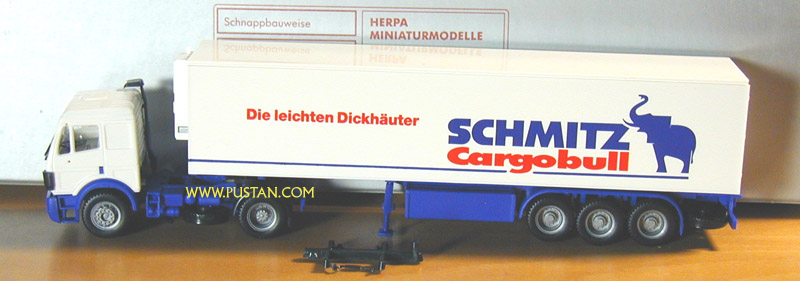 Schnappbauweise
HERPA
MINIATURMODELLE
Die leichten Dickhäuter
SCHMITZ
Cargobull
WWW.PUSTAN.COM